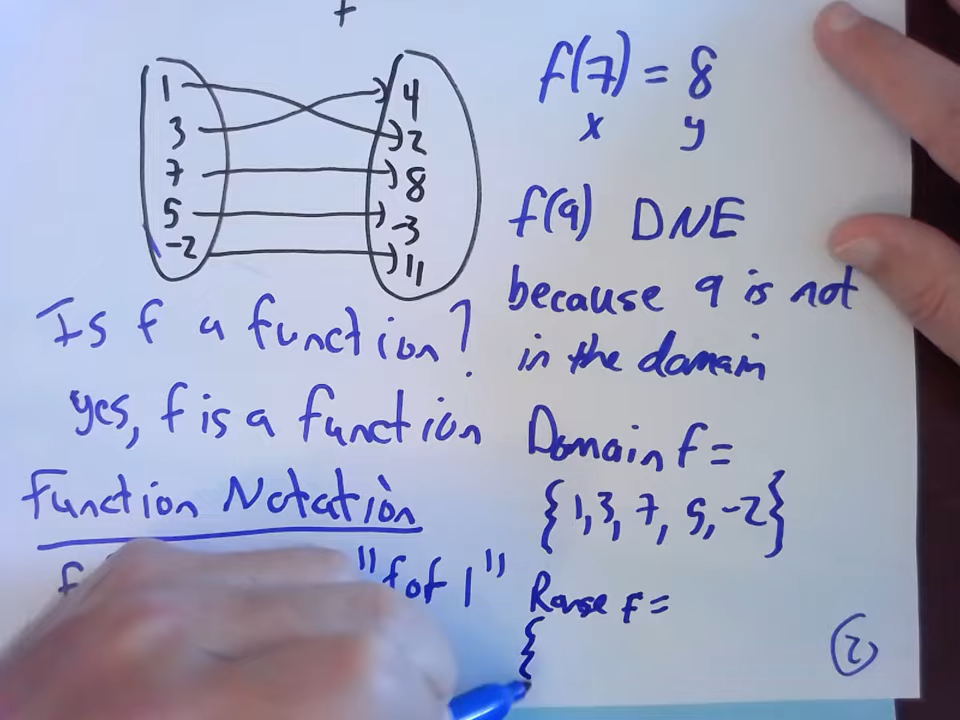 f
1
3
7
5
-2
4
2
8
-3
11
Is f a function?
yes, f is a function
Function Notation
f
"f of 1"
f(7) = 8
x y
f(9) DNE
because 9 is not
in the domain
Domain f =
{1, 3, 7, 5, -2}
Range f =
{
2